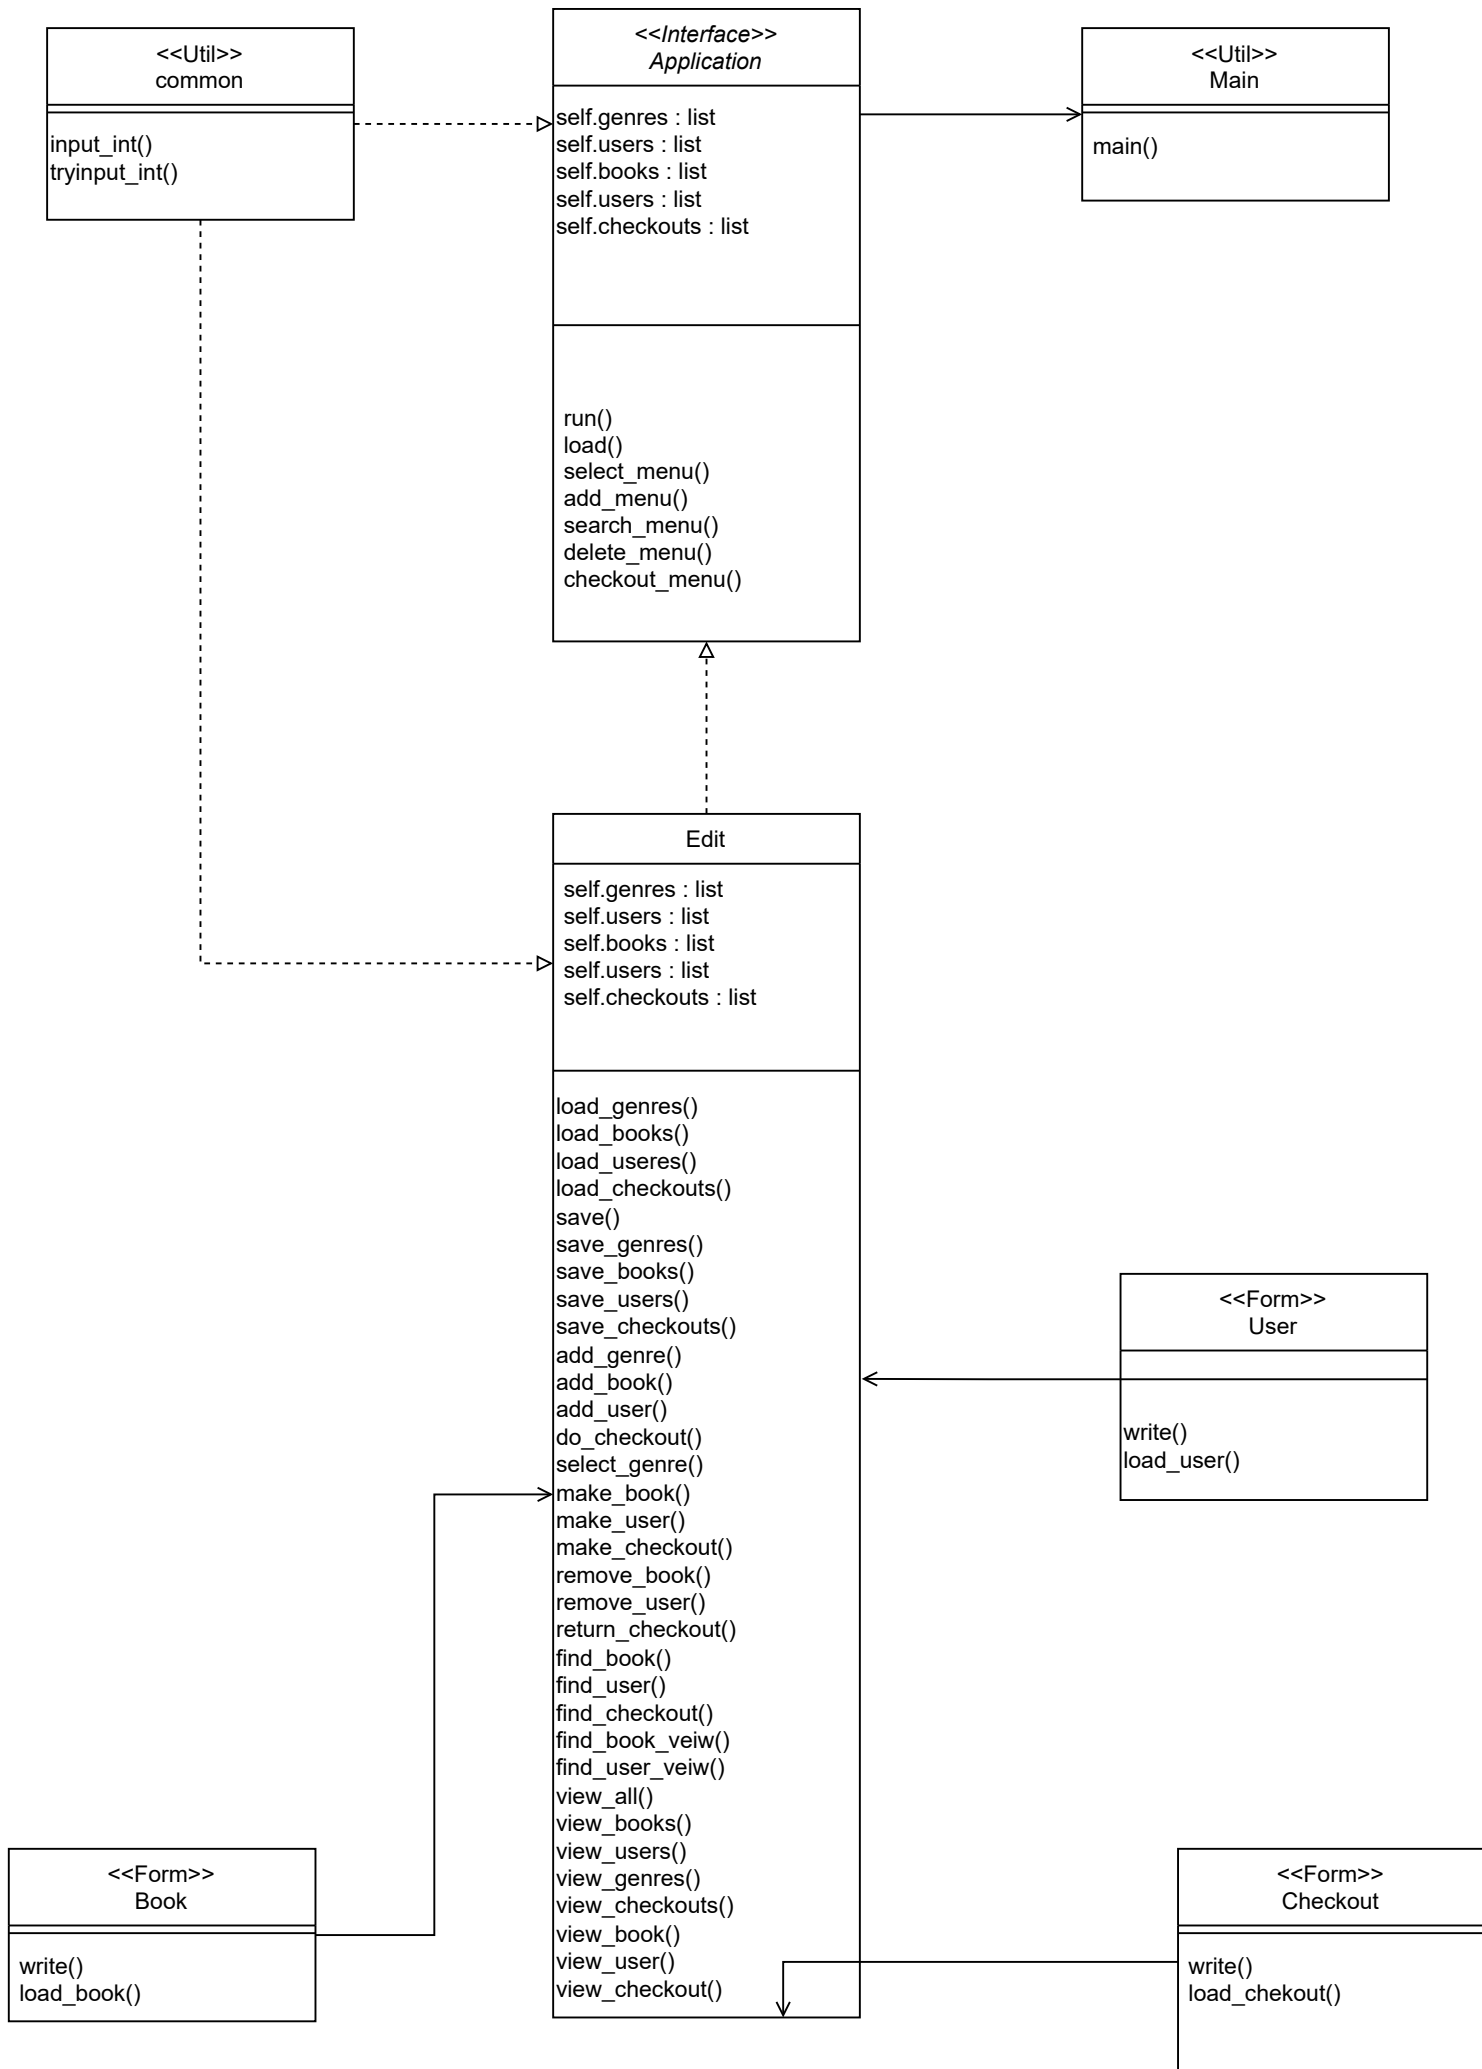 <<Util>>
common
input_int()
tryinput_int()
<<Interface>>
Application
self.genres : list
self.users : list
self.books : list
self.users : list
self.checkouts : list
run()
load()
select_menu()
add_menu()
search_menu()
delete_menu()
checkout_menu()
<<Util>>
Main
main()
Edit
self.genres : list
self.users : list
self.books : list
self.users : list
self.checkouts : list
load_genres()
load_books()
load_useres()
load_checkouts()
save()
save_genres()
save_books()
save_users()
save_checkouts()
add_genre()
add_book()
add_user()
do_checkout()
select_genre()
make_book()
make_user()
make_checkout()
remove_book()
remove_user()
return_checkout()
find_book()
find_user()
find_checkout()
find_book_veiw()
find_user_veiw()
view_all()
view_books()
view_users()
view_genres()
view_checkouts()
view_book()
view_user()
view_checkout()
<<Form>>
User
write()
load_user()
<<Form>>
Book
write()
load_book()
<<Form>>
Checkout
write()
load_chekout()